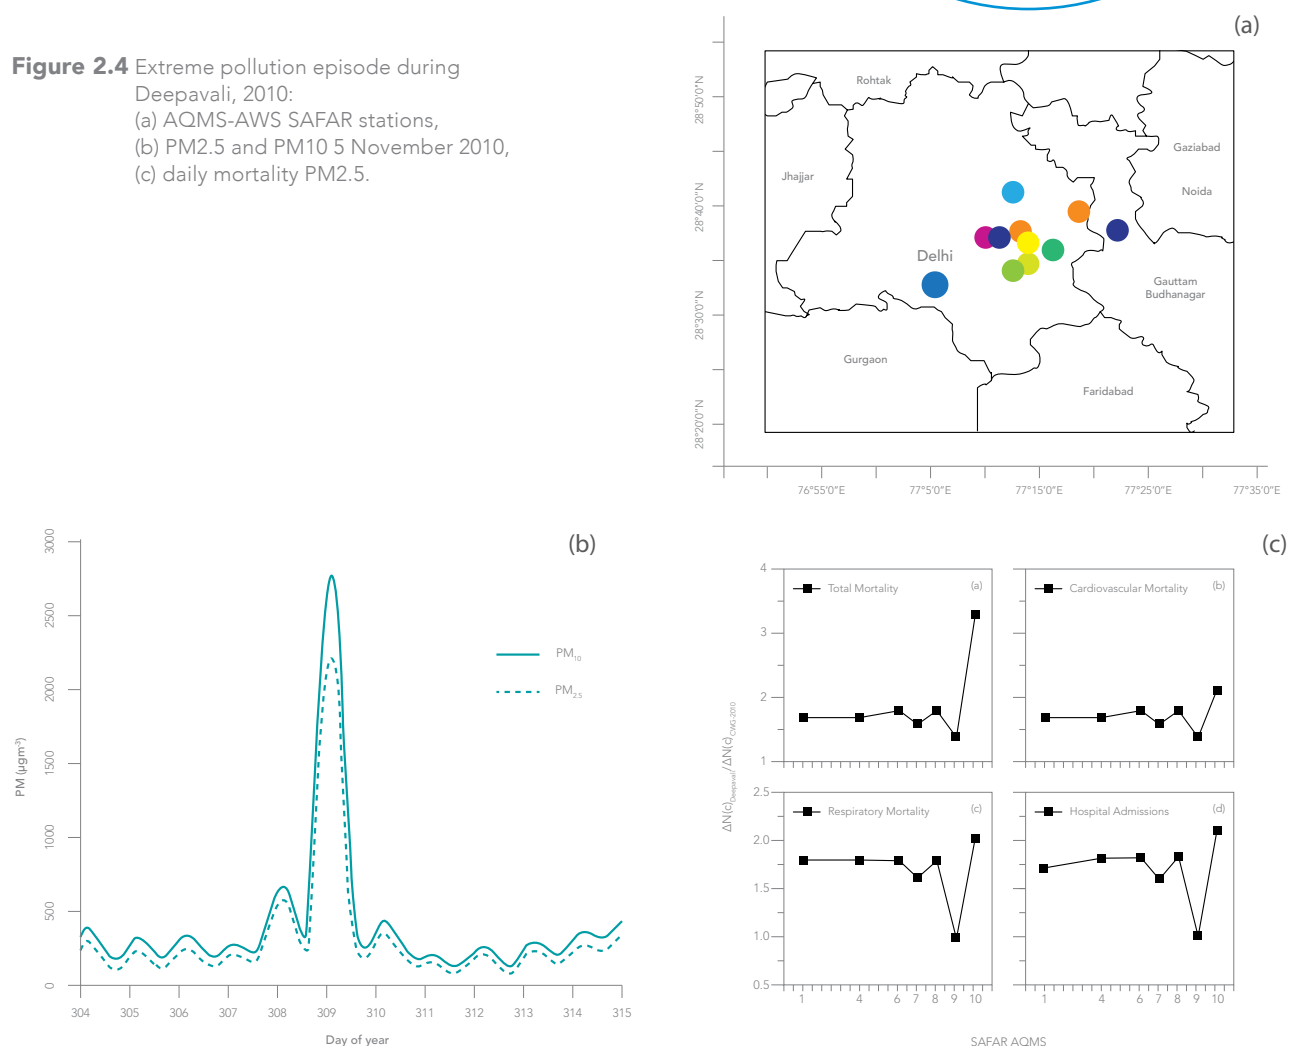 Figure 2.4 Extreme pollution episode during
Deepavali, 2010:
(a) AQMS-AWS SAFAR stations,
(b) PM2.5 and PM10 5 November 2010,
(c) daily mortality PM2.5.
(a)
28°50'0"N
28°40'0"N
28°30'0"N
28°20'0"N
Rohtak
Gaziabad
Jhajjar
Noida
Delhi
Gauttam
Budhanagar
Gurgaon
Faridabad
76°55'0"E 77°5'0"E 77°15'0"E 77°25'0"E 77°35'0"E
(b)
PM (µgm-3)
3000
2500
2000
1500
1000
500
0
PM10
PM2.5
304 305 306 307 308 309 310 311 312 313 314 315
Day of year
(c)
ΔN(c)Deepavali/ΔN(c)CWG-2010
4
3
2
1
Total Mortality (a)
Cardiovascular Mortality (b)
2.5
2.0
1.5
1.0
0.5
Respiratory Mortality (c)
Hospital Admissions (d)
1 4 6 7 8 9 10
1 4 6 7 8 9 10
SAFAR AQMS